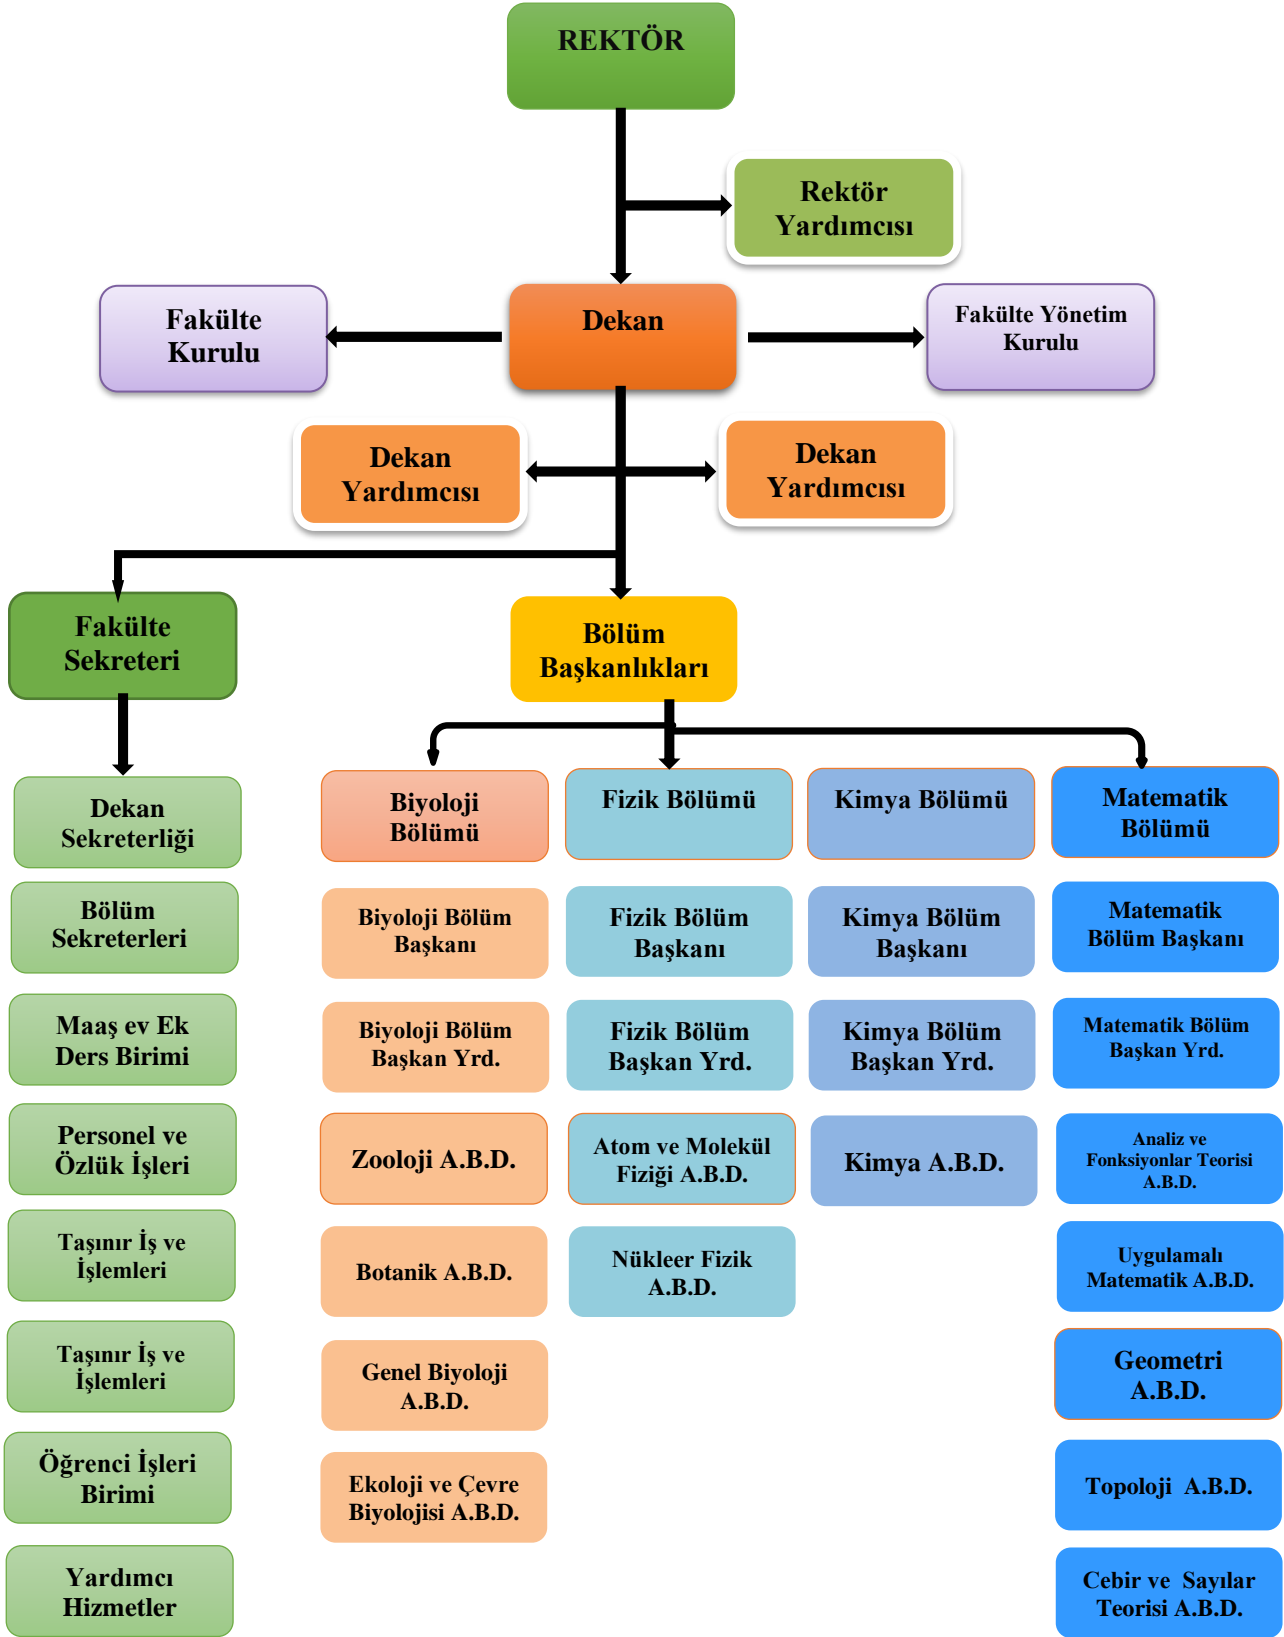 REKTÖR
Rektör
Yardımcısı
Fakülte
Kurulu
Dekan
Fakülte Yönetim
Kurulu
Dekan
Yardımcısı
Dekan
Yardımcısı
Fakülte
Sekreteri
Bölüm
Başkanlıkları
Dekan
Sekreterliği
Bölüm
Sekreterleri
Maaş ev Ek
Ders Birimi
Personel ve
Özlük İşleri
Taşınır İş ve
İşlemleri
Taşınır İş ve
İşlemleri
Öğrenci İşleri
Birimi
Yardımcı
Hizmetler
Biyoloji
Bölümü
Biyoloji Bölüm
Başkanı
Biyoloji Bölüm
Başkan Yrd.
Zooloji A.B.D.
Botanik A.B.D.
Genel Biyoloji
A.B.D.
Ekoloji ve Çevre
Biyolojisi A.B.D.
Fizik Bölümü
Fizik Bölüm
Başkanı
Fizik Bölüm
Başkan Yrd.
Atom ve Molekül
Fiziği A.B.D.
Nükleer Fizik
A.B.D.
Kimya Bölümü
Kimya Bölüm
Başkanı
Kimya Bölüm
Başkan Yrd.
Kimya A.B.D.
Matematik
Bölümü
Matematik
Bölüm Başkanı
Matematik Bölüm
Başkan Yrd.
Analiz ve
Fonksiyonlar Teorisi
A.B.D.
Uygulamalı
Matematik A.B.D.
Geometri
A.B.D.
Topoloji  A.B.D.
Cebir ve  Sayılar
Teorisi A.B.D.